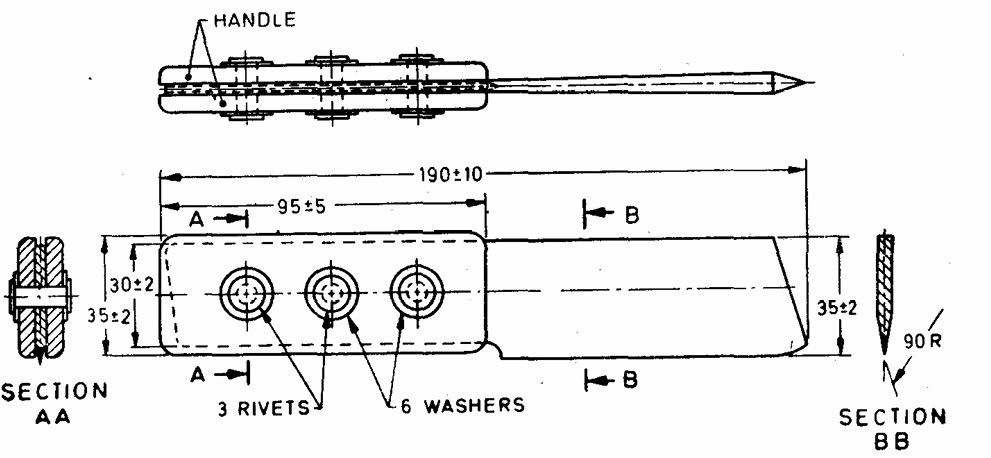 HANDLE
190±10
95±5
A
B
30±2
35±2
35±2
90R
A
B
3 RIVETS
6 WASHERS
SECTION
AA
SECTION
BB